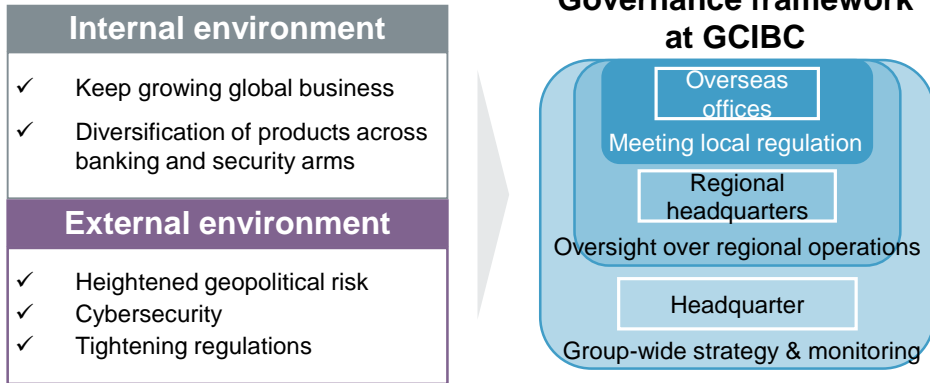 Internal environment
✓ Keep growing global business
✓ Diversification of products across
banking and security arms
External environment
✓ Heightened geopolitical risk
✓ Cybersecurity
✓ Tightening regulations
Governance framework
at GCIBC
Overseas
offices
Meeting local regulation
Regional
headquarters
Oversight over regional operations
Headquarter
Group-wide strategy & monitoring